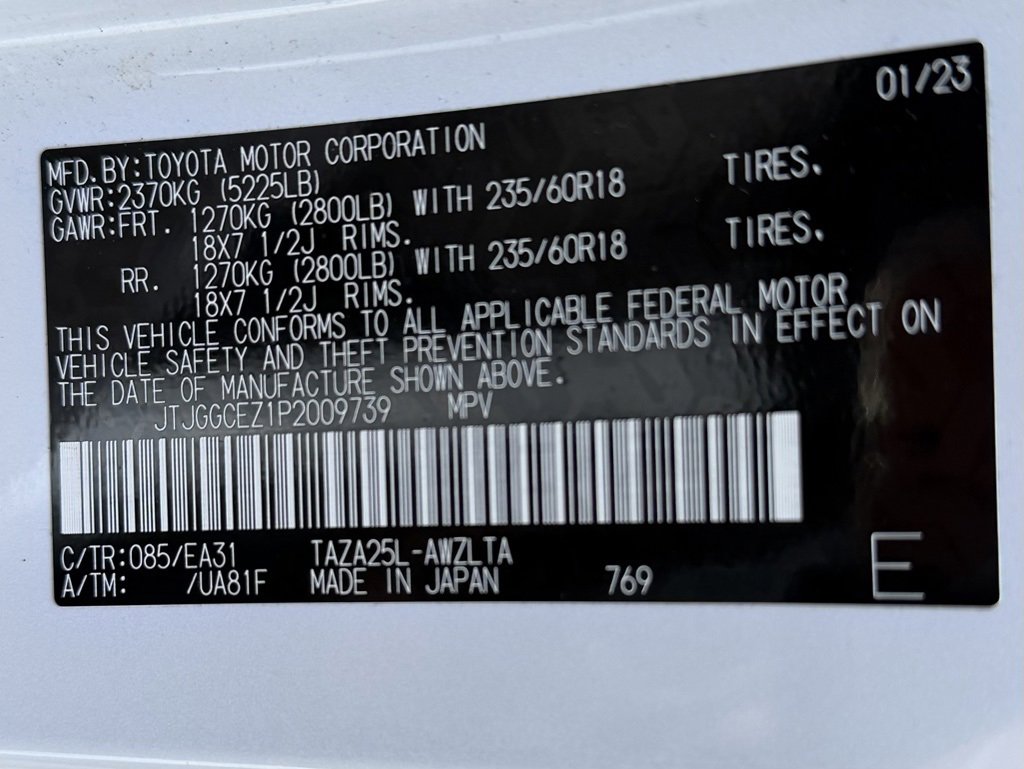 01/23
MFD.BY:TOYOTA MOTOR CORPORATION
GVWR:2370KG (5225LB)
GAWR:FRT. 1270KG (2800LB) WITH 235/60R18 TIRES.
18X7 1/2J RIMS.
RR. 1270KG (2800LB) WITH 235/60R18 TIRES.
18X7 1/2J RIMS.
THIS VEHICLE CONFORMS TO ALL APPLICABLE FEDERAL MOTOR
VEHICLE SAFETY AND THEFT PREVENTION STANDARDS IN EFFECT ON
THE DATE OF MANUFACTURE SHOWN ABOVE.
JTJGGCEZ1P2009739 MPV
C/TR:085/EA31 TAZA25L-AWZLTA
A/TM: /UA81F MADE IN JAPAN 769 E